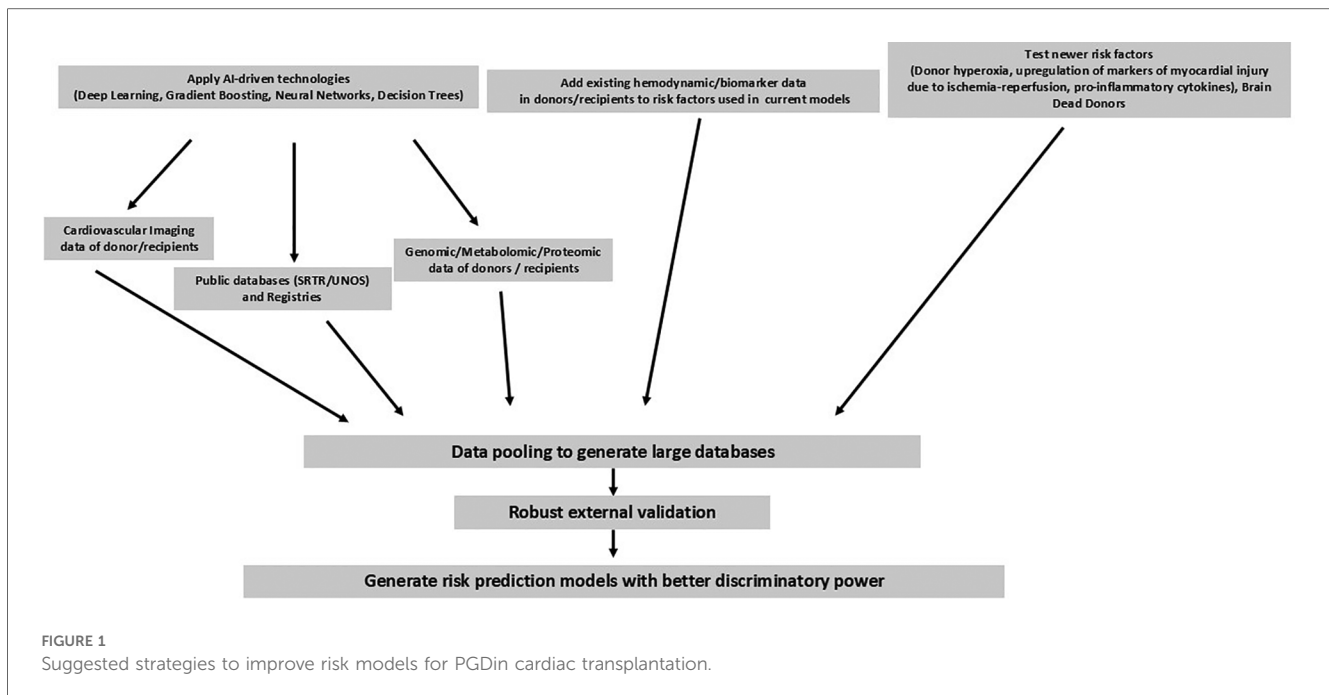 Apply AI-driven technologies
(Deep Learning, Gradient Boosting, Neural Networks, Decision Trees)
Add existing hemodynamic/biomarker data
in donors/recipients to risk factors used in current models
Test newer risk factors
(Donor hyperoxia, upregulation of markers of myocardial injury
due to ischemia-reperfusion, pro-inflammatory cytokines), Brain
Dead Donors
Cardiovascular Imaging
data of donor/recipients
Public databases (SRTR/UNOS)
and Registries
Genomic/Metabolomic/Proteomic
data of donors / recipients
Data pooling to generate large databases
Robust external validation
Generate risk prediction models with better discriminatory power
FIGURE 1
Suggested strategies to improve risk models for PGDin cardiac transplantation.